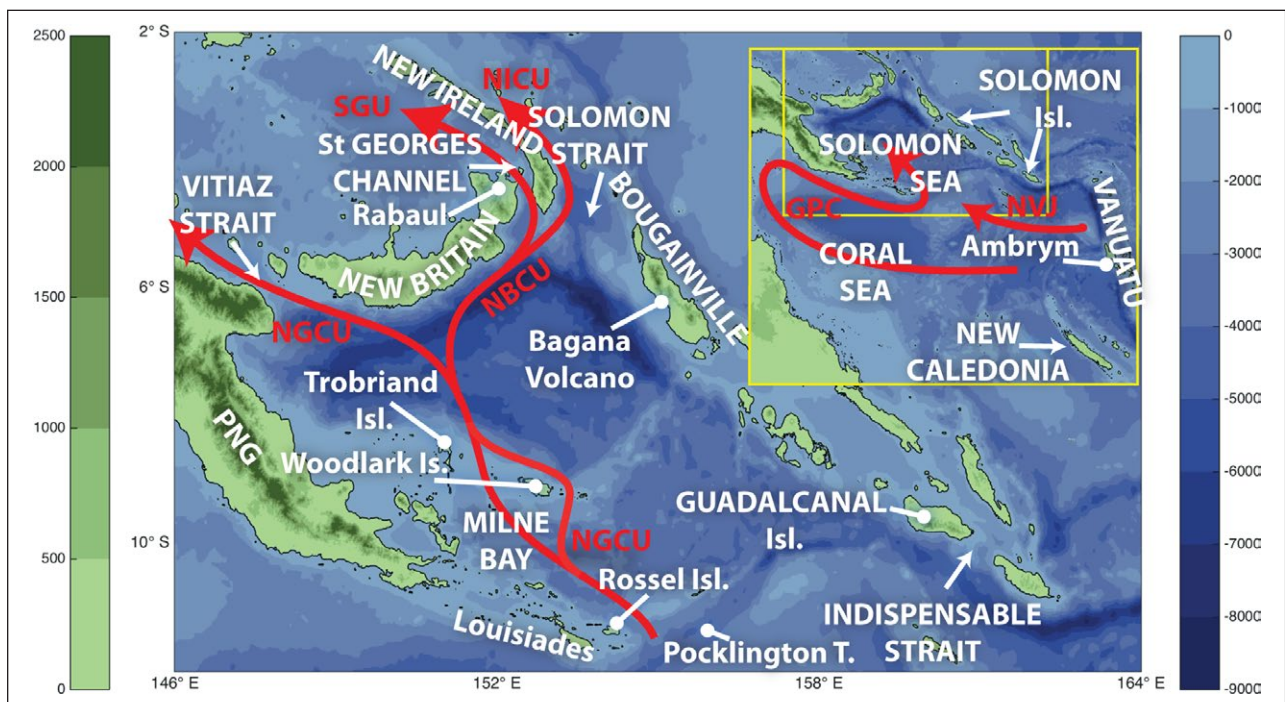 2500
2000
1500
1000
500
0
2° S
6° S
10° S
146° E
152° E
158° E
164° E
NEW IRELAND
NICU
SGU
SOLOMON
STRAIT
St GEORGES
CHANNEL
Rabaul
VITIAZ
STRAIT
NEW BRITAIN
BOUGAINVILLE
NBCU
NGCU
Bagana
Volcano
Trobriand
Isl.
PNG
Woodlark Is.
MILNE
BAY
NGCU
Rossel Isl.
Louisiades
Pocklington T.
GUADALCANAL
Isl.
INDISPENSABLE
STRAIT
SOLOMON
Isl.
SOLOMON
SEA
GPC
NVJ
VANUATU
Ambrym
CORAL
SEA
NEW
CALEDONIA
0
-1000
-2000
-3000
-4000
-5000
-6000
-7000
-8000
-9000